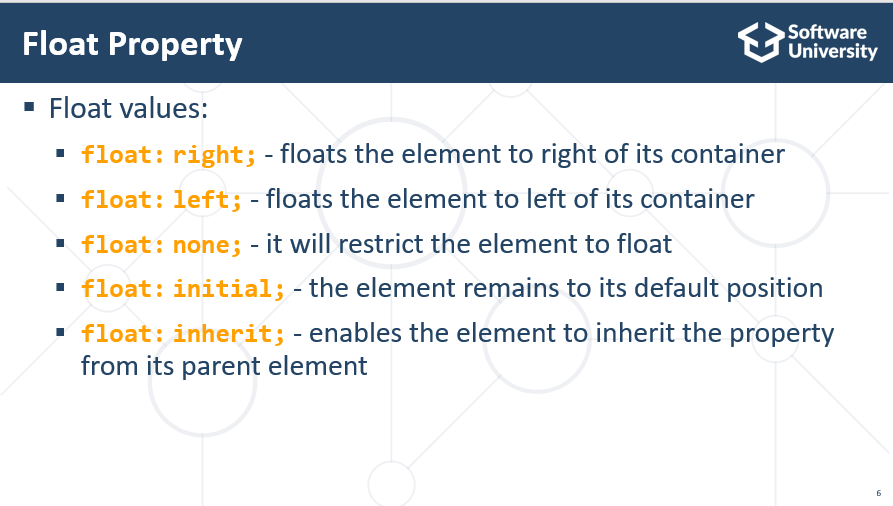 Float Property
Software
University
▪ Float values:
▪ float: right; - floats the element to right of its container
▪ float: left; - floats the element to left of its container
▪ float: none; - it will restrict the element to float
▪ float: initial; - the element remains to its default position
▪ float: inherit; - enables the element to inherit the property
from its parent element
6